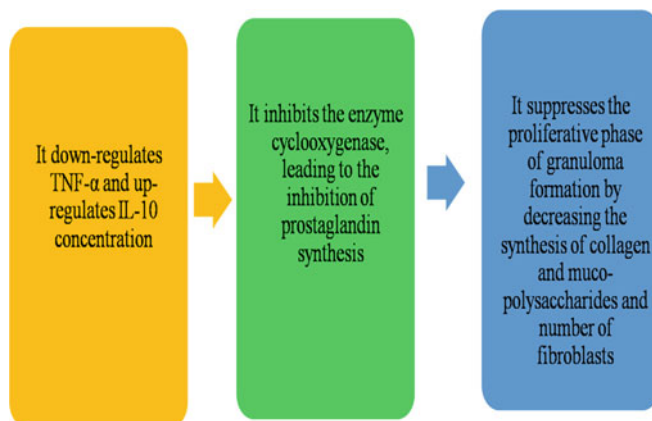 It down-regulates
TNF-α and up-
regulates IL-10
concentration
It inhibits the enzyme
cyclooxygenase,
leading to the
inhibition of
prostaglandin
synthesis
It suppresses the
proliferative phase
of granuloma
formation by
decreasing the
synthesis of collagen
and muco-
polysaccharides and
number of
fibroblasts